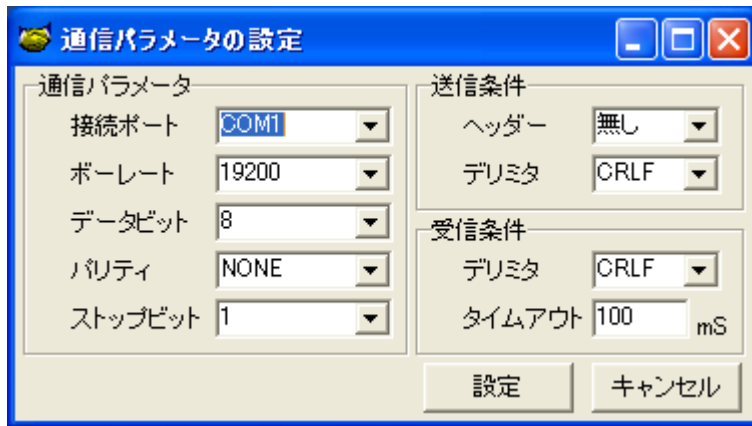 通信パラメータの設定
通信パラメータ
接続ポート COM1
ボーレート 19200
データビット 8
パリティ NONE
ストップビット 1
送信条件
ヘッダー 無し
デリミタ CRLF
受信条件
デリミタ CRLF
タイムアウト 100 mS
設定 キャンセル